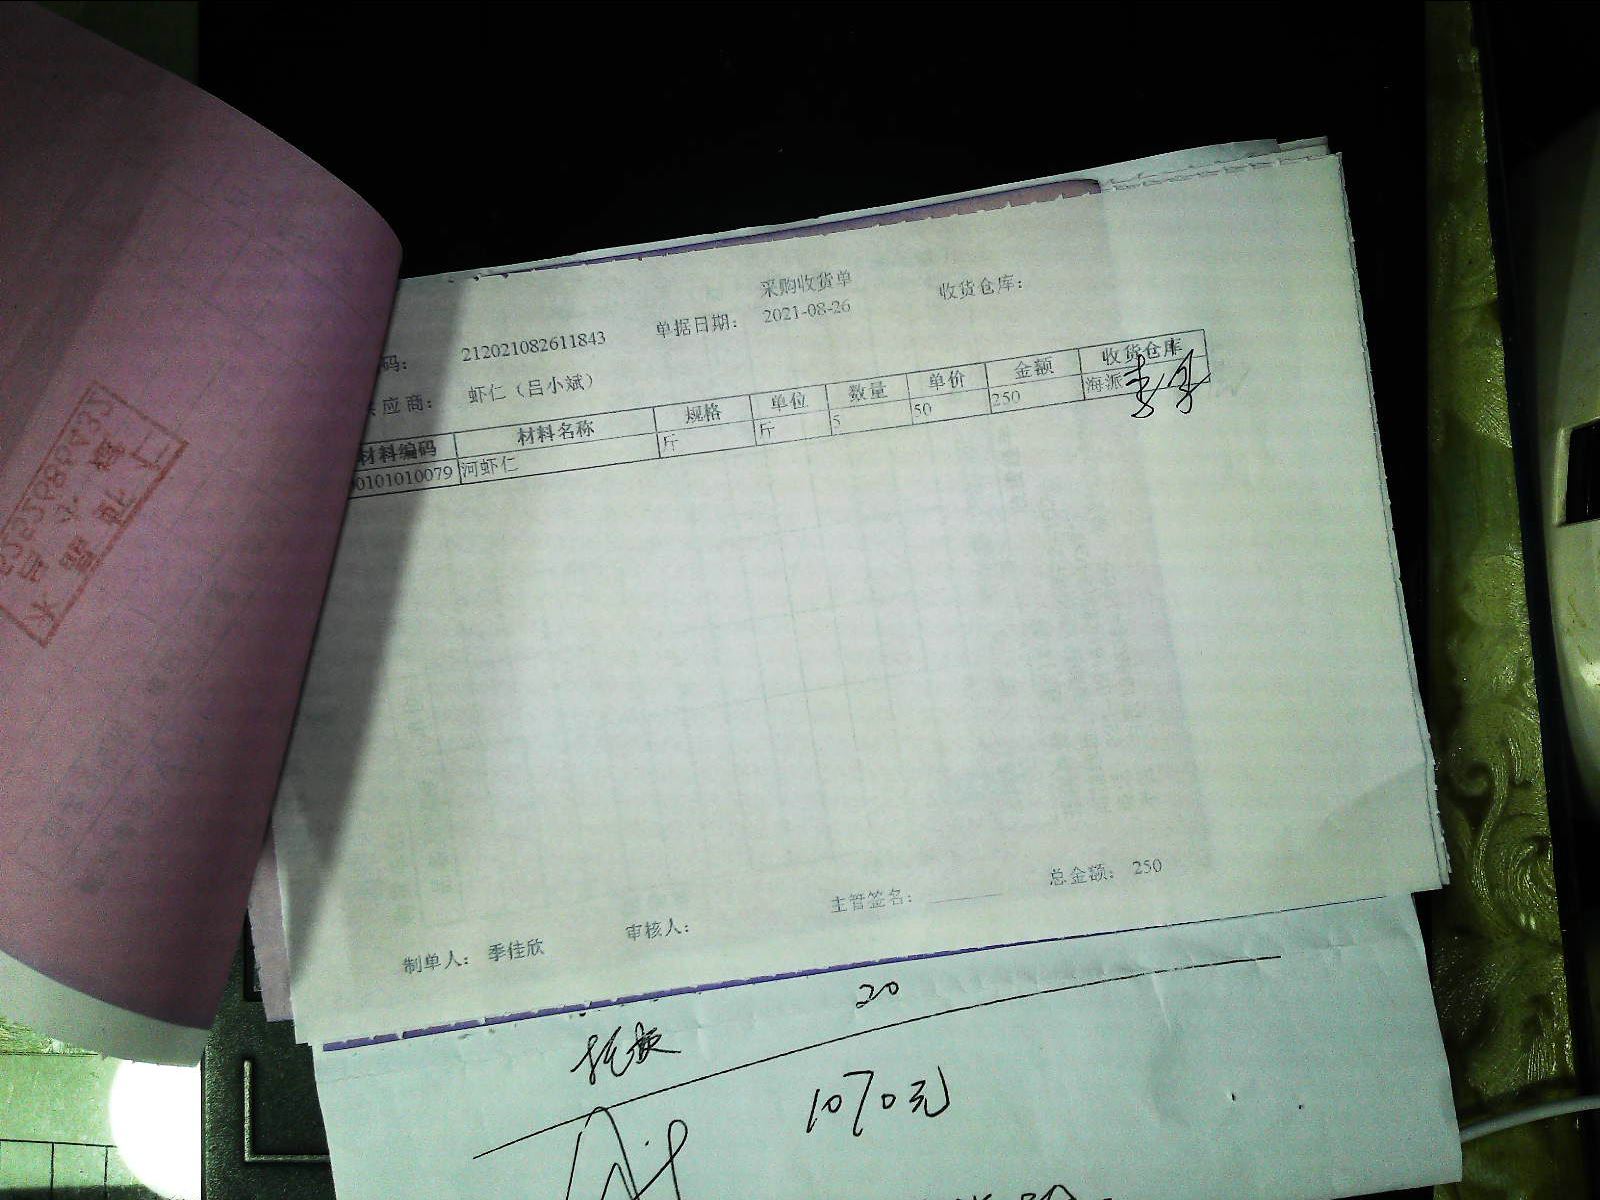 采购收货单
码: 212021082611843 单据日期: 2021-08-26 收货仓库:
供应商: 虾仁（吕小斌）
材料编码 材料名称 规格 单位 数量 单价 金额 收货仓库
0101010079 河虾仁 斤 斤 5 50 250 海派
总金额: 250
制单人: 季佳欣 审核人: 主管签名:
20
1070元